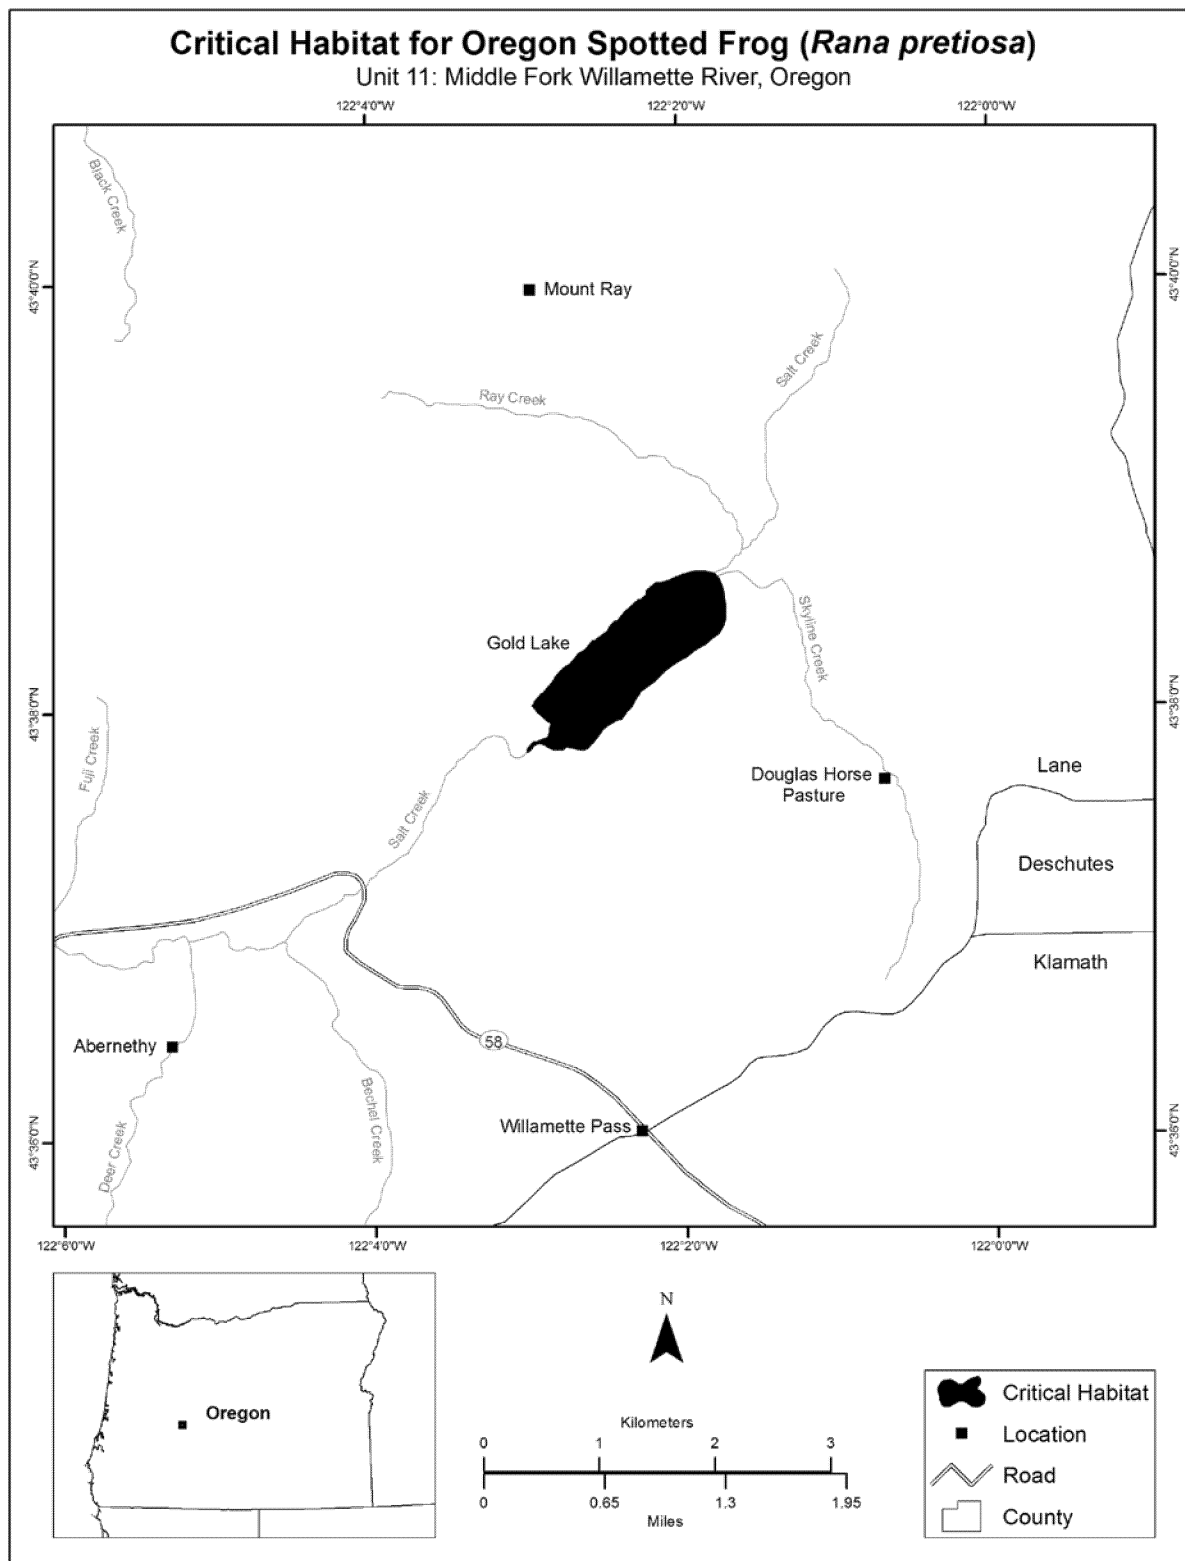 Critical Habitat for Oregon Spotted Frog (Rana pretiosa)
Unit 11: Middle Fork Willamette River, Oregon
122°4'0"W
122°2'0"W
122°0'0"W
Black Creek
43°40'0"N
43°40'0"N
Mount Ray
Salt Creek
Ray Creek
Skyline Creek
Gold Lake
43°38'0"N
43°38'0"N
Fuji Creek
Douglas Horse
Pasture
Lane
Salt Creek
Deschutes
Klamath
58
Abernethy
Bechel Creek
Willamette Pass
Deer Creek
43°36'0"N
43°36'0"N
122°6'0"W
122°4'0"W
122°2'0"W
122°0'0"W
Oregon
N
Kilometers
0 1 2 3
0 0.65 1.3 1.95
Miles
Critical Habitat
Location
Road
County